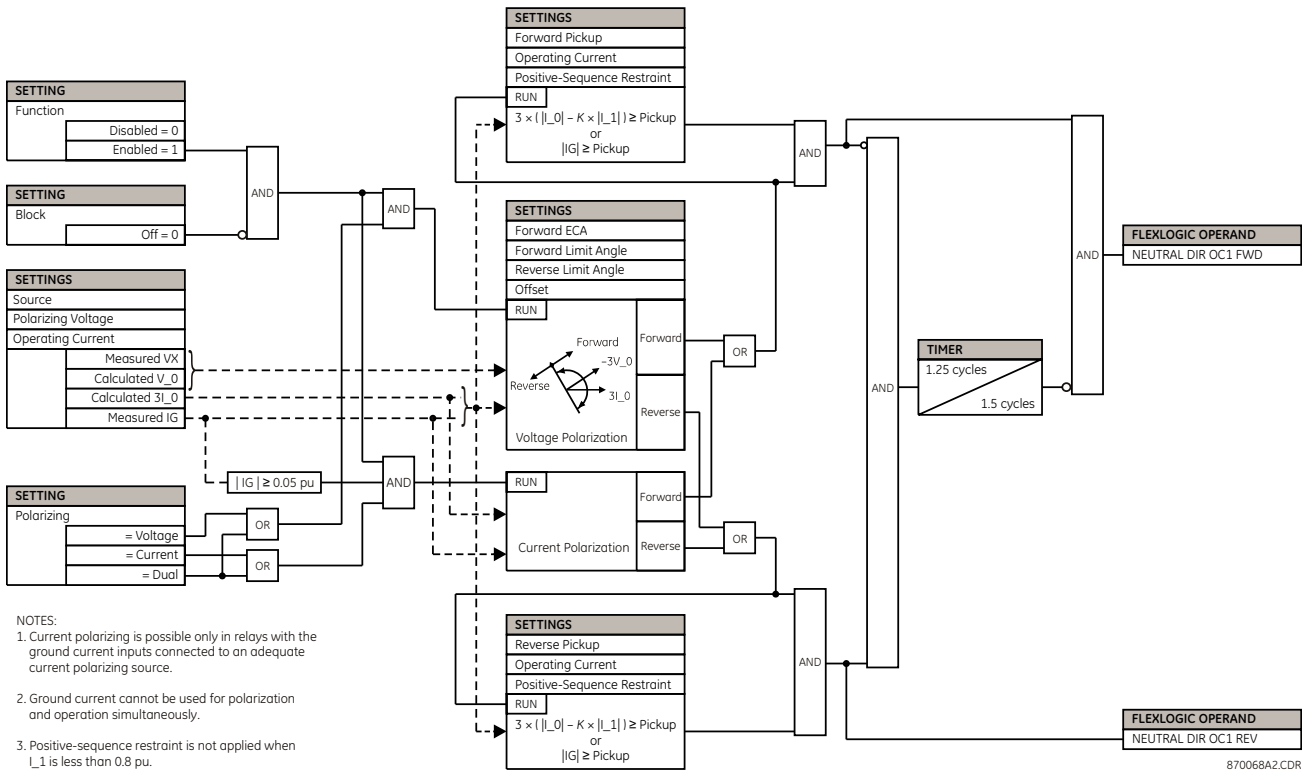 SETTING
Function
Disabled = 0
Enabled = 1
SETTING
Block
Off = 0
SETTINGS
Source
Polarizing Voltage
Operating Current
Measured VX
Calculated V_0
Calculated 3I_0
Measured IG
SETTING
Polarizing
= Voltage
= Current
= Dual
AND
AND
| IG | ≥ 0.05 pu
AND
OR
OR
SETTINGS
Forward Pickup
Operating Current
Positive-Sequence Restraint
RUN
3 × ( |I_0| – K × |I_1| ) ≥ Pickup
or
|IG| ≥ Pickup
SETTINGS
Forward ECA
Forward Limit Angle
Reverse Limit Angle
Offset
RUN
Forward
–3V_0
Reverse
3I_0
Voltage Polarization
Forward
Reverse
RUN
Current Polarization
Forward
Reverse
SETTINGS
Reverse Pickup
Operating Current
Positive-Sequence Restraint
RUN
3 × ( |I_0| – K × |I_1| ) ≥ Pickup
or
|IG| ≥ Pickup
OR
OR
AND
AND
AND
TIMER
1.25 cycles
1.5 cycles
AND
FLEXLOGIC OPERAND
NEUTRAL DIR OC1 FWD
FLEXLOGIC OPERAND
NEUTRAL DIR OC1 REV
NOTES:
1. Current polarizing is possible only in relays with the
ground current inputs connected to an adequate
current polarizing source.
2. Ground current cannot be used for polarization
and operation simultaneously.
3. Positive-sequence restraint is not applied when
I_1 is less than 0.8 pu.
870068A2.CDR